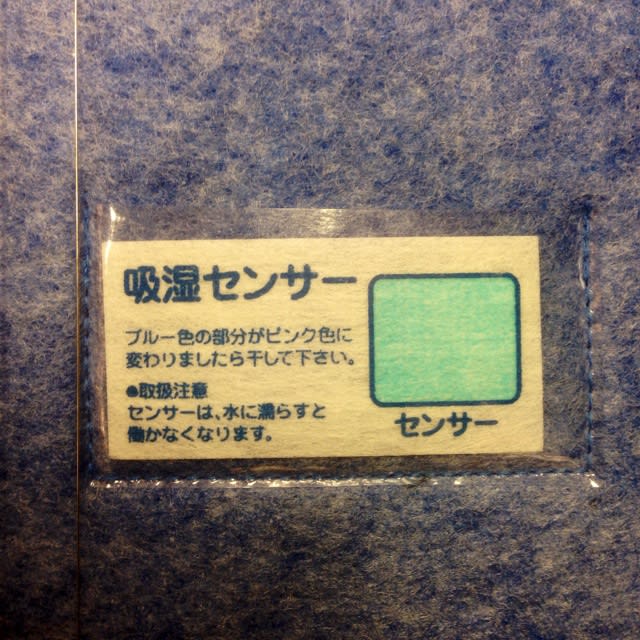 吸湿センサー
ブルー色の部分がピンク色に
変わりましたら干して下さい。
●取扱注意
センサーは、水に濡らすと
働かなくなります。
センサー